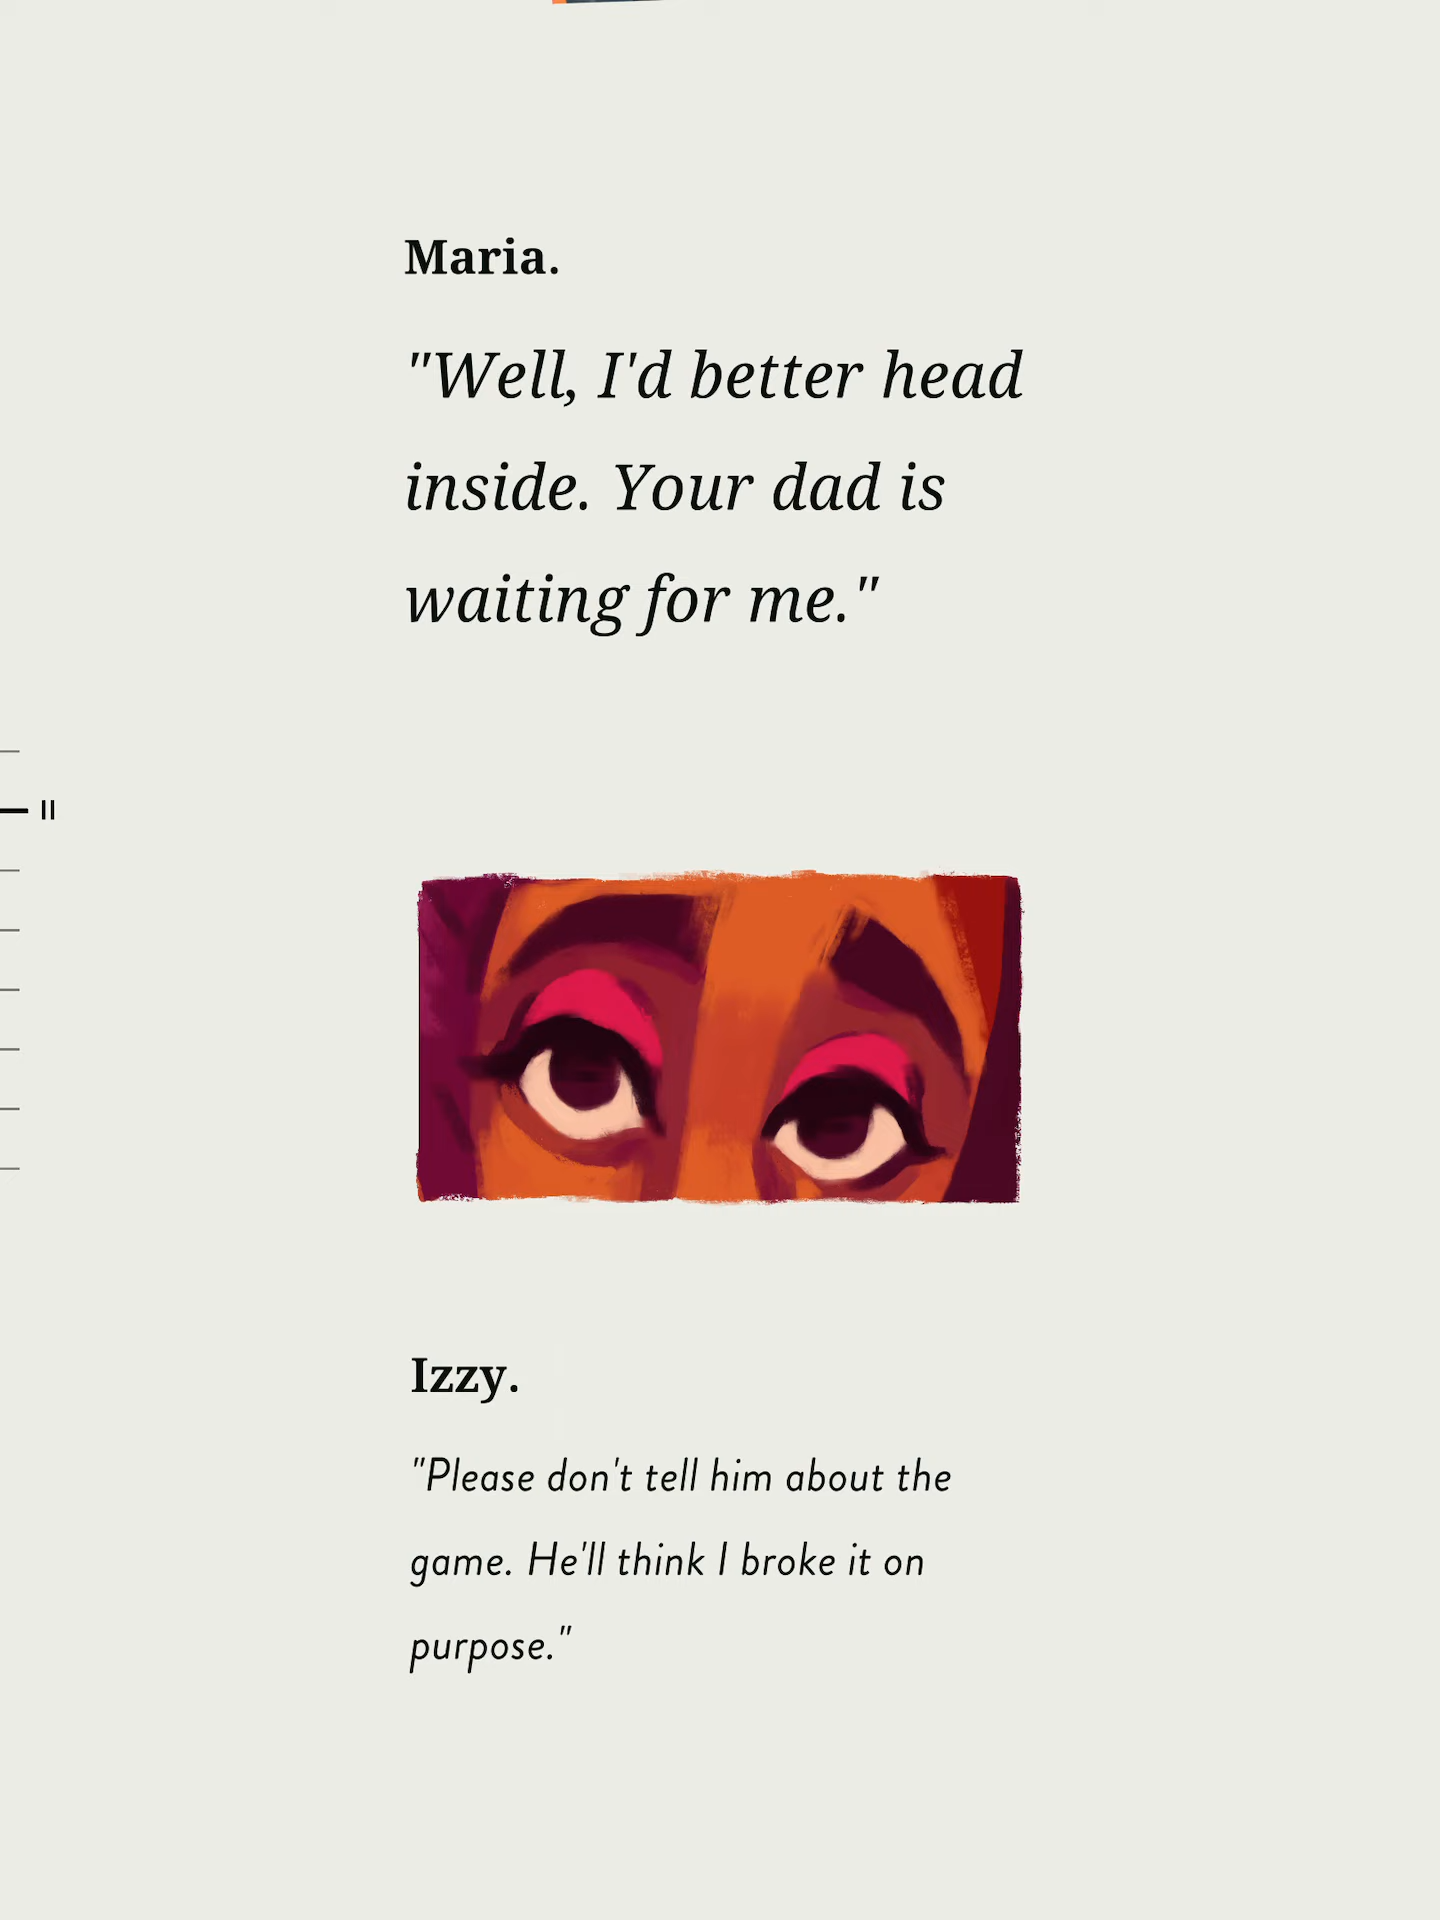 Maria.
"Well, I'd better head
inside. Your dad is
waiting for me."
II
Izzy.
"Please don't tell him about the
game. He'll think I broke it on
purpose."